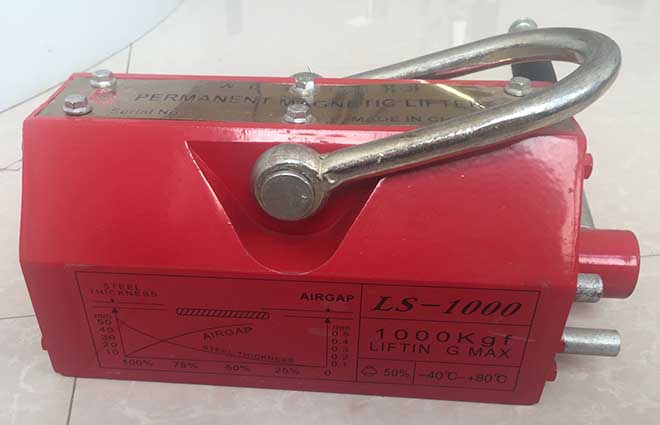 PERMANENT MAGNETIC LIFTER
Serial No
MADE IN CH
STEEL
THICKNESS
AIRGAP
mm
50
40
30
20
10
AIRGAP
STEEL THICKNESS
100% 75% 50% 25% 0
mm
0.5
0.4
0.3
0.2
0.1
LS-1000
1000Kgf
LIFTIN G MAX
50%
-40℃-+80℃